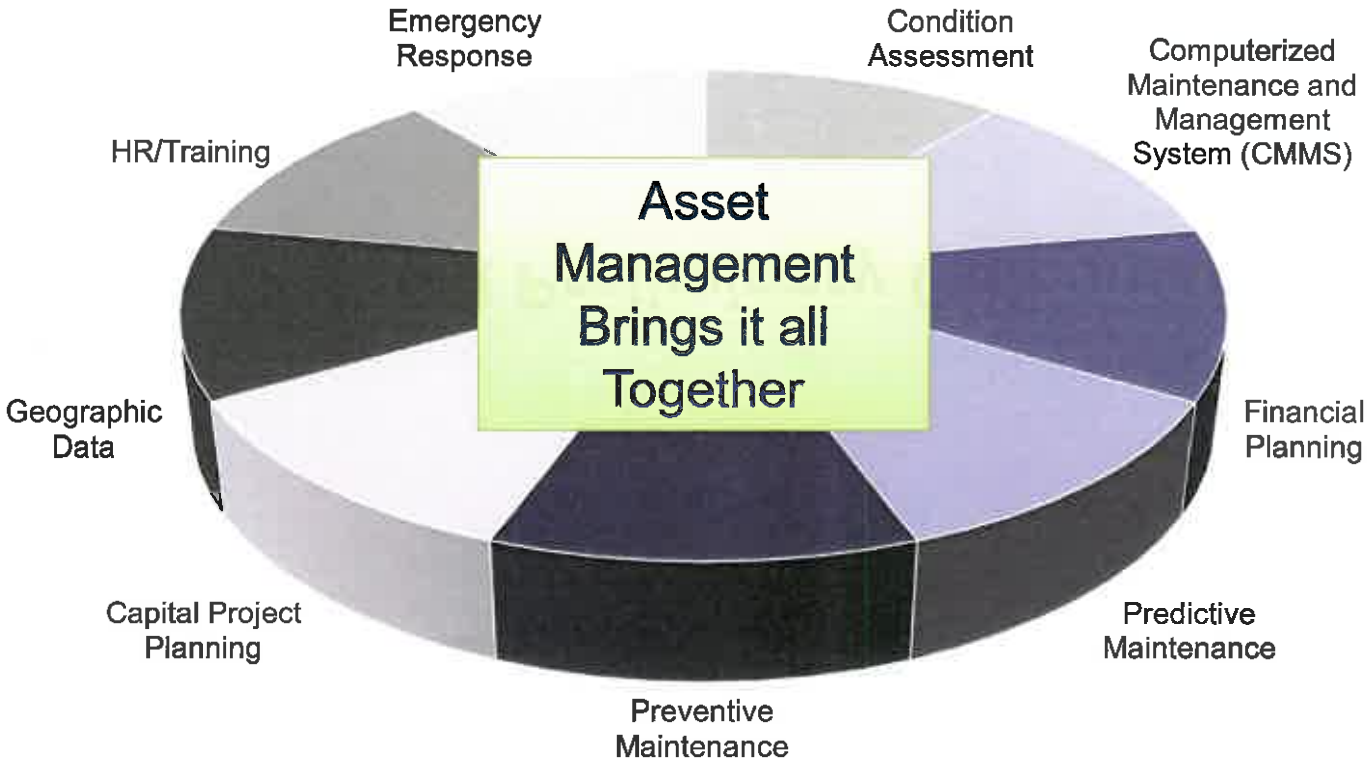 Emergency
Response
Condition
Assessment
Computerized
Maintenance and
Management
System (CMMS)
HR/Training
Asset
Management
Brings it all
Together
Geographic
Data
Financial
Planning
Capital Project
Planning
Predictive
Maintenance
Preventive
Maintenance